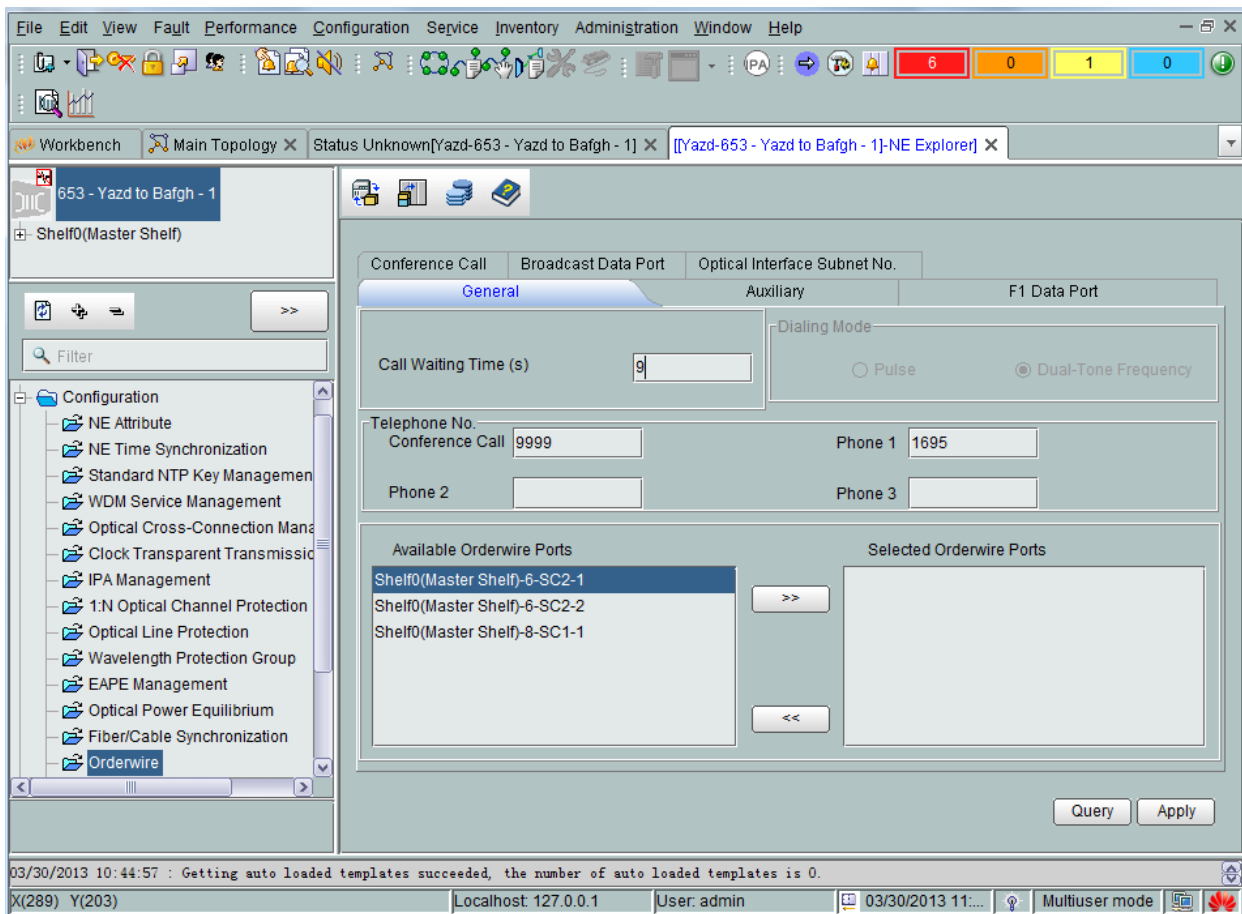 File Edit View Fault Performance Configuration Service Inventory Administration Window Help
PA 6 0 1 0
Workbench Main Topology Status Unknown[Yazd-653 - Yazd to Bafgh - 1] [[Yazd-653 - Yazd to Bafgh - 1]-NE Explorer]
653 - Yazd to Bafgh - 1
Shelf0(Master Shelf)
>>
Filter
Configuration
NE Attribute
NE Time Synchronization
Standard NTP Key Managemen
WDM Service Management
Optical Cross-Connection Mana
Clock Transparent Transmissio
IPA Management
1:N Optical Channel Protection
Optical Line Protection
Wavelength Protection Group
EAPE Management
Optical Power Equilibrium
Fiber/Cable Synchronization
Orderwire
Conference Call Broadcast Data Port Optical Interface Subnet No.
General Auxiliary F1 Data Port
Call Waiting Time (s) 9
Dialing Mode
Pulse Dual-Tone Frequency
Telephone No.
Conference Call 9999 Phone 1 1695
Phone 2 Phone 3
Available Orderwire Ports Selected Orderwire Ports
Shelf0(Master Shelf)-6-SC2-1
Shelf0(Master Shelf)-6-SC2-2
Shelf0(Master Shelf)-8-SC1-1
>>
<<
Query Apply
03/30/2013 10:44:57 : Getting auto loaded templates succeeded, the number of auto loaded templates is 0.
X(289) Y(203) Localhost: 127.0.0.1 User: admin 03/30/2013 11:... Multiuser mode